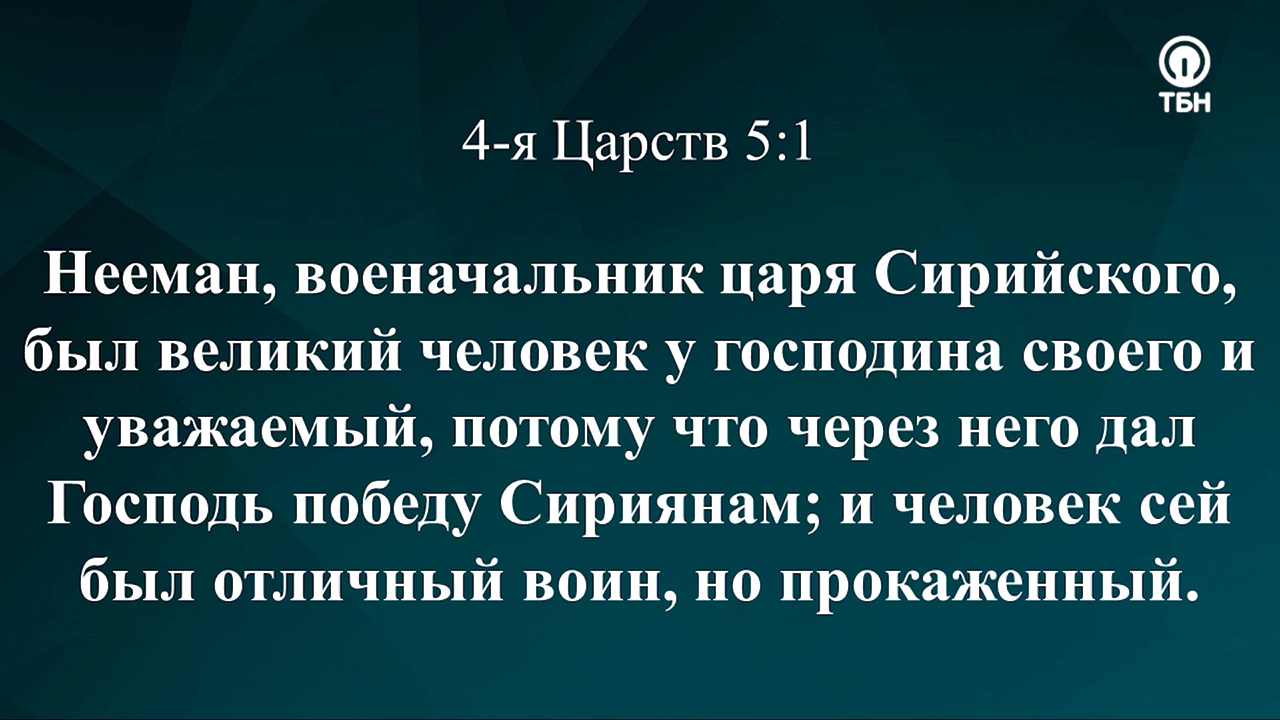 ТБН
4-я Царств 5:1
Нееман, военачальник царя Сирийского,
был великий человек у господина своего и
уважаемый, потому что через него дал
Господь победу Сириянам; и человек сей
был отличный воин, но прокаженный.